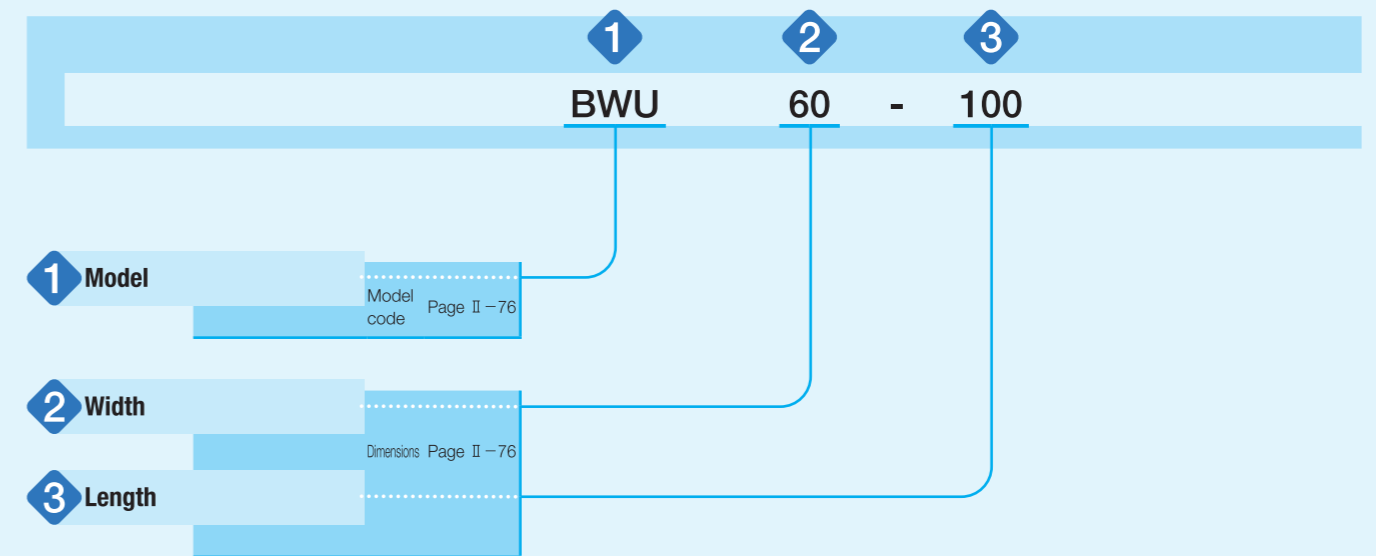 1 2 3
BWU 60 - 100
1 Model
Model
code Page Ⅱ－76
2 Width
Dimensions Page Ⅱ－76
3 Length